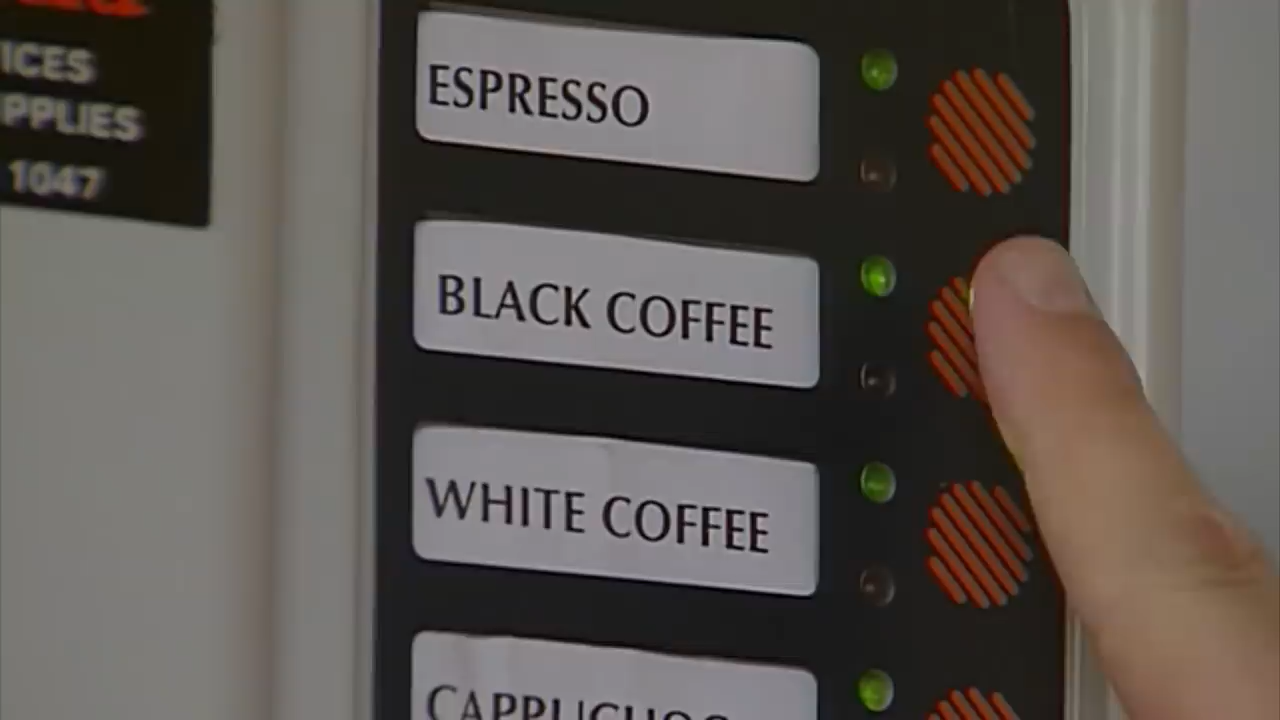 ICES
PPLIES
1047
ESPRESSO
BLACK COFFEE
WHITE COFFEE